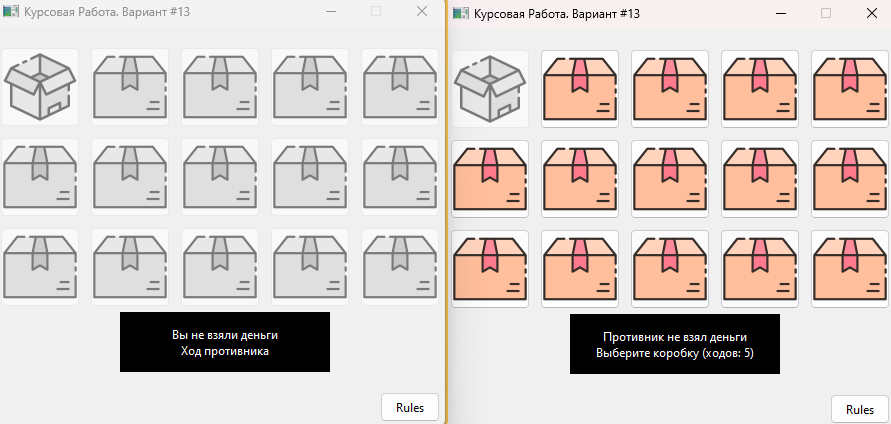 Курсовая Работа. Вариант #13
Вы не взяли деньги
Ход противника
Rules
Курсовая Работа. Вариант #13
Противник не взял деньги
Выберите коробку (ходов: 5)
Rules